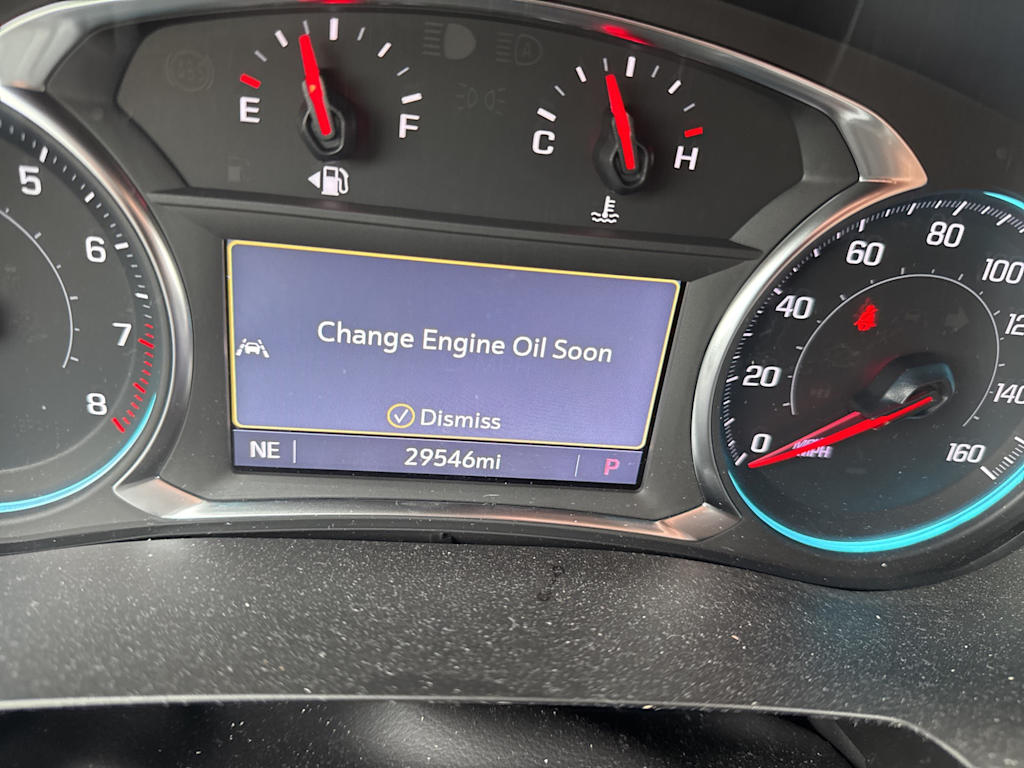 E
F
C
H
5
6
7
8
Change Engine Oil Soon
Dismiss
NE
29546mi
P
0
20
40
60
80
100
140
160
MPH